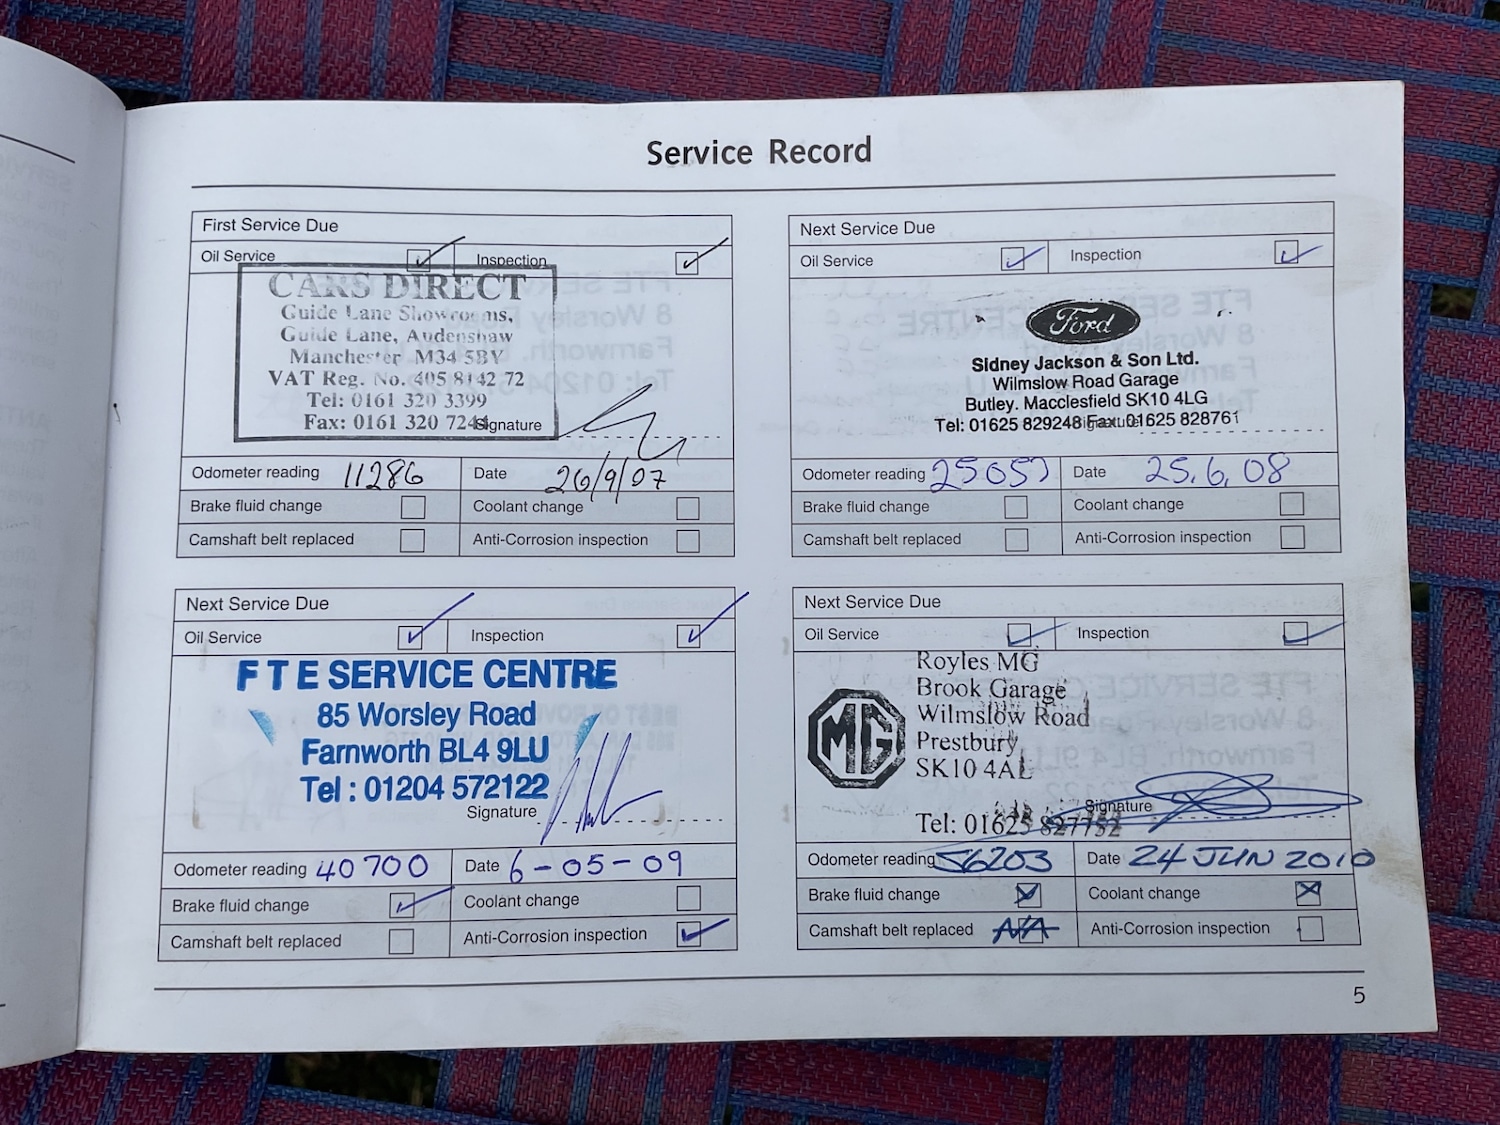 Service Record
First Service Due
Oil Service Inspection
CARS DIRECT
Guide Lane Showrooms,
Guide Lane, Audenshaw
Manchester M34 5BY
VAT Reg. No. 405 8142 72
Tel: 0161 320 3399
Fax: 0161 320 7244
Signature
Odometer reading 11286 Date 26/9/07
Brake fluid change Coolant change
Camshaft belt replaced Anti-Corrosion inspection
Next Service Due
Oil Service Inspection
Ford
Sidney Jackson & Son Ltd.
Wilmslow Road Garage
Butley. Macclesfield SK10 4LG
Tel: 01625 829248 Fax: 01625 828761
Signature
Odometer reading 25057 Date 25.6.08
Brake fluid change Coolant change
Camshaft belt replaced Anti-Corrosion inspection
Next Service Due
Oil Service Inspection
FTE SERVICE CENTRE
85 Worsley Road
Farnworth BL4 9LU
Tel : 01204 572122
Signature
Odometer reading 40700 Date 6-05-09
Brake fluid change Coolant change
Camshaft belt replaced Anti-Corrosion inspection
Next Service Due
Oil Service Inspection
MG
Royles MG
Brook Garage
Wilmslow Road
Prestbury
SK10 4AL
Signature
Tel: 01625 827752
Odometer reading 56203 Date 24 JUN 2010
Brake fluid change Coolant change
Camshaft belt replaced N/A Anti-Corrosion inspection
5